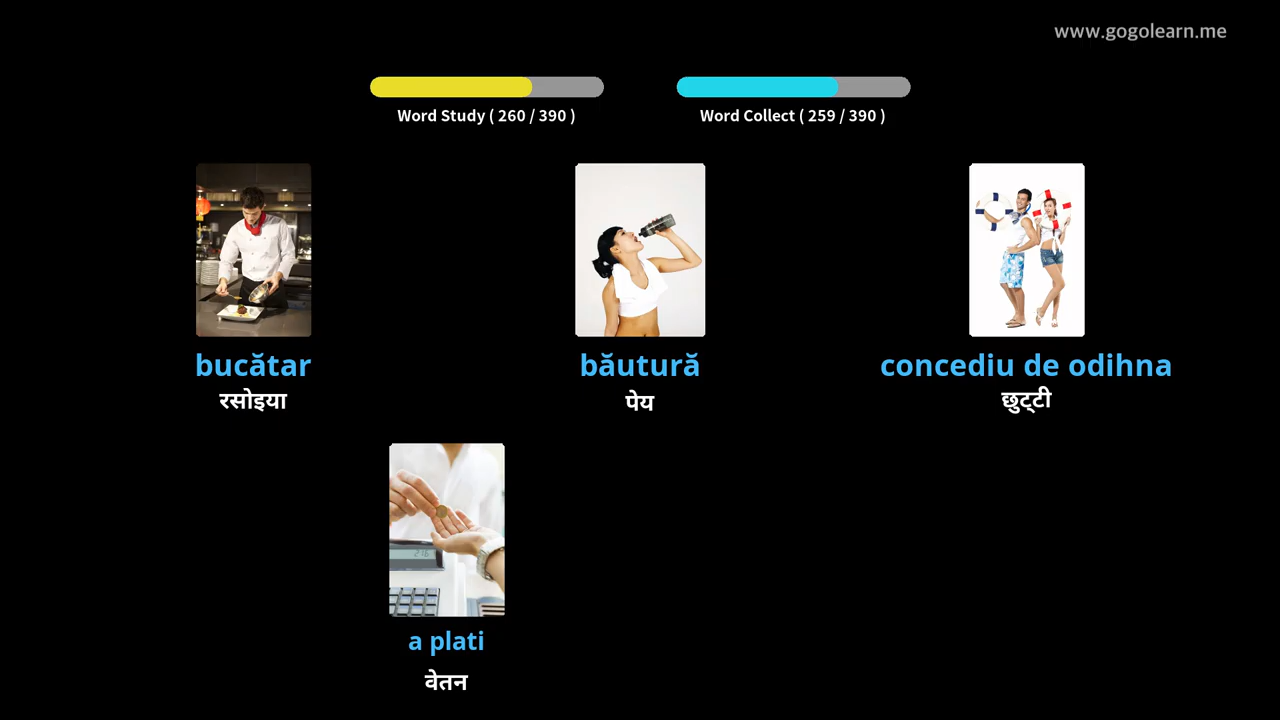 www.gogolearn.me
Word Study ( 260 / 390 )
Word Collect ( 259 / 390 )
bucătar
रसोइया
băutură
पेय
concediu de odihna
छुट्टी
a plati
वेतन